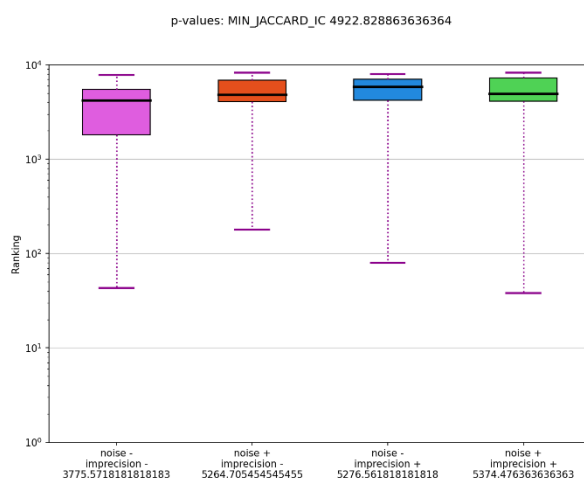 p-values: MIN_JACCARD_IC 4922.828863636364
10⁴
10³
10²
10¹
10⁰
Ranking
noise -
imprecision -
3775.5718181818183
noise +
imprecision -
5264.705454545455
noise -
imprecision +
5276.561818181818
noise +
imprecision +
5374.476363636363